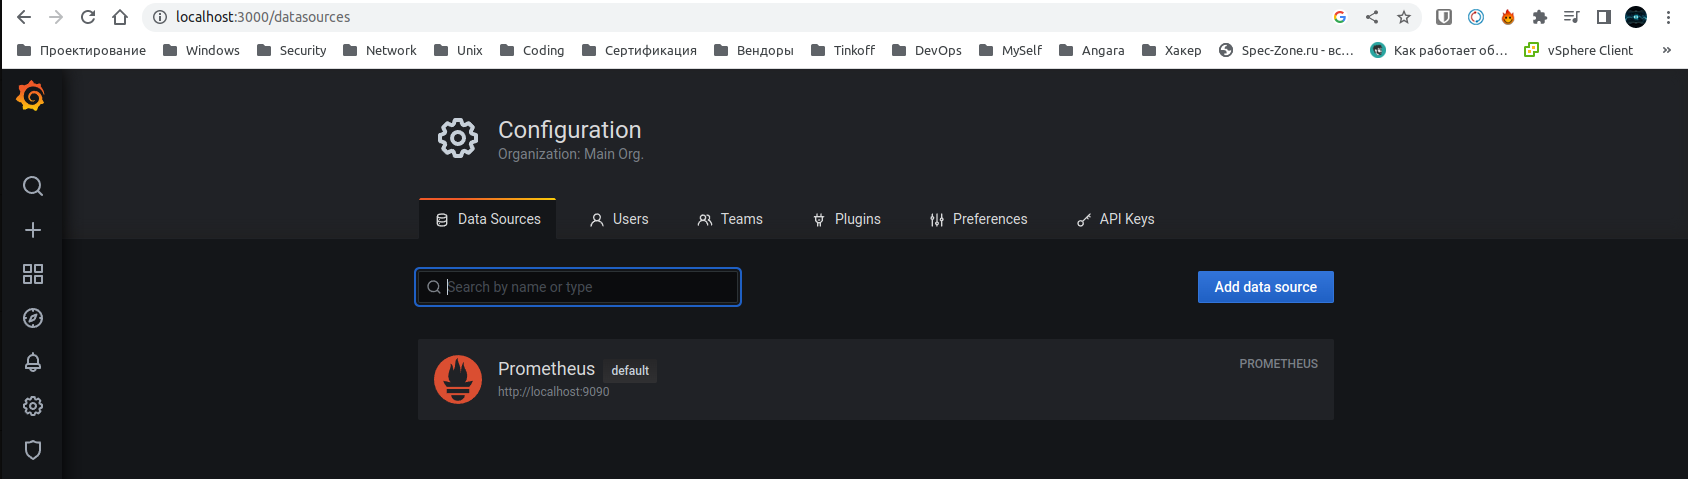 localhost:3000/datasources
Проектирование Windows Security Network Unix Coding Сертификация Вендоры Tinkoff DevOps MySelf Angara Хакер Spec-Zone.ru - вс... Как работает об... vSphere Client »
Configuration
Organization: Main Org.
Data Sources Users Teams Plugins Preferences API Keys
Search by name or type Add data source
Prometheus default PROMETHEUS
http://localhost:9090